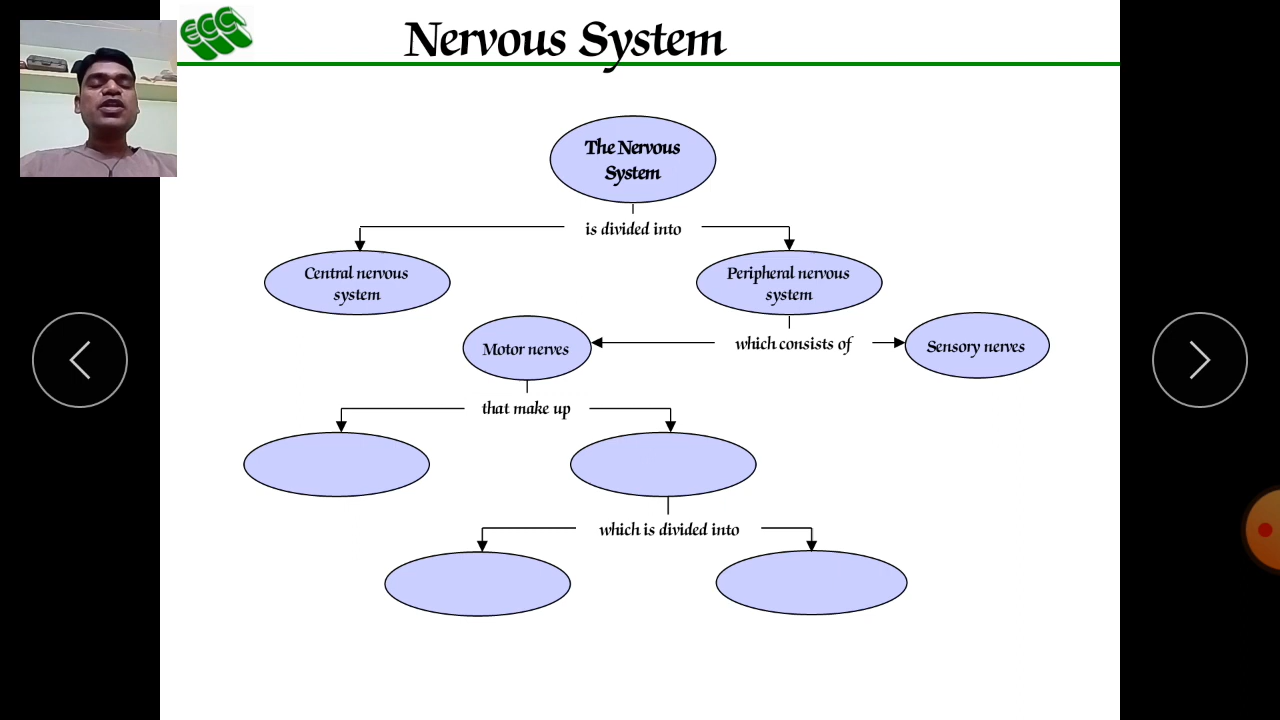 ECC
Nervous System
The Nervous
System
is divided into
Central nervous
system
Peripheral nervous
system
Motor nerves
which consists of
Sensory nerves
that make up
which is divided into